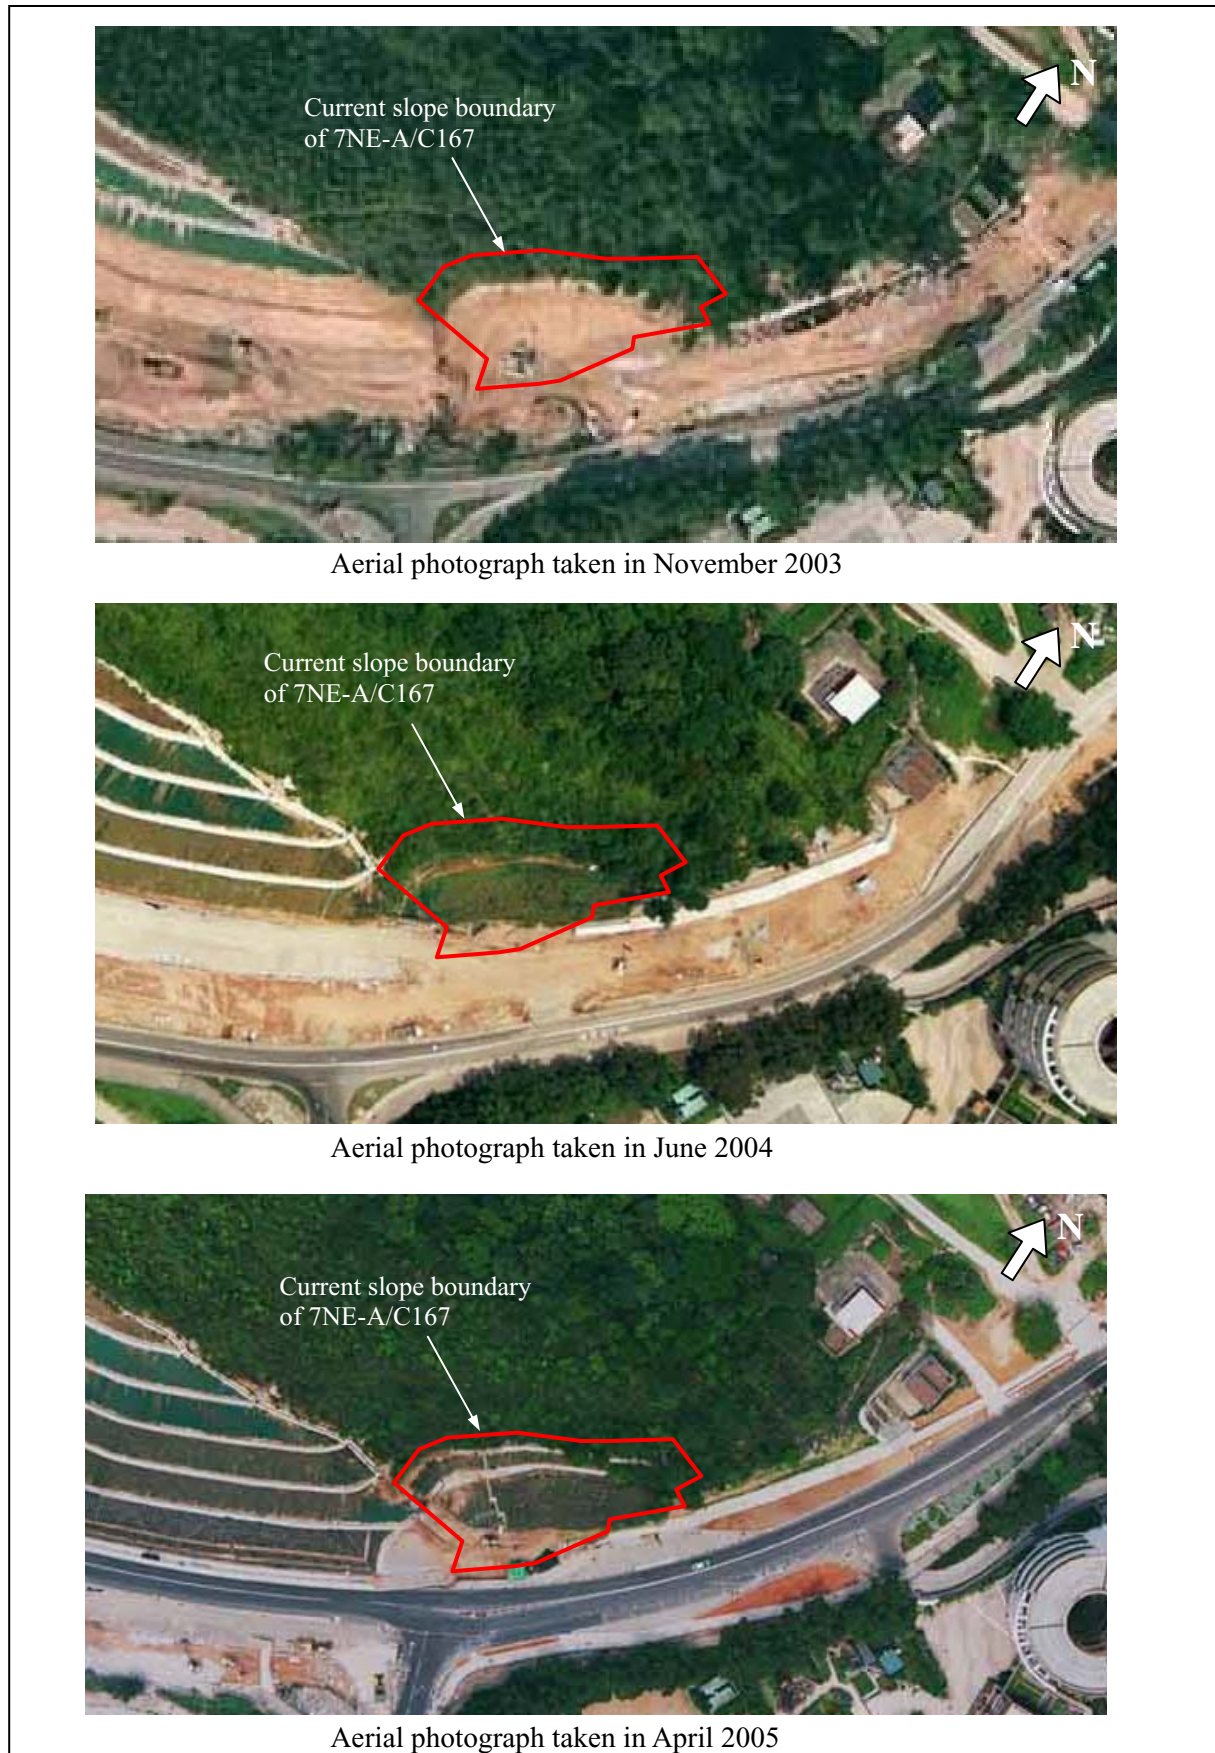 Current slope boundary
of 7NE-A/C167
N
Aerial photograph taken in November 2003
Current slope boundary
of 7NE-A/C167
N
Aerial photograph taken in June 2004
Current slope boundary
of 7NE-A/C167
N
Aerial photograph taken in April 2005